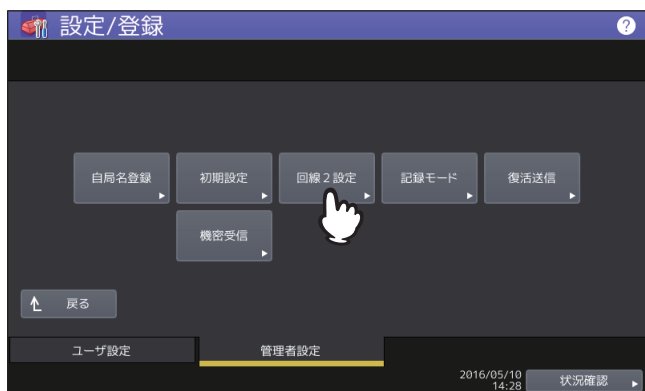 設定/登録
?
自局名登録
初期設定
回線2設定
記録モード
復活送信
機密受信
戻る
ユーザ設定
管理者設定
2016/05/10
14:28
状況確認